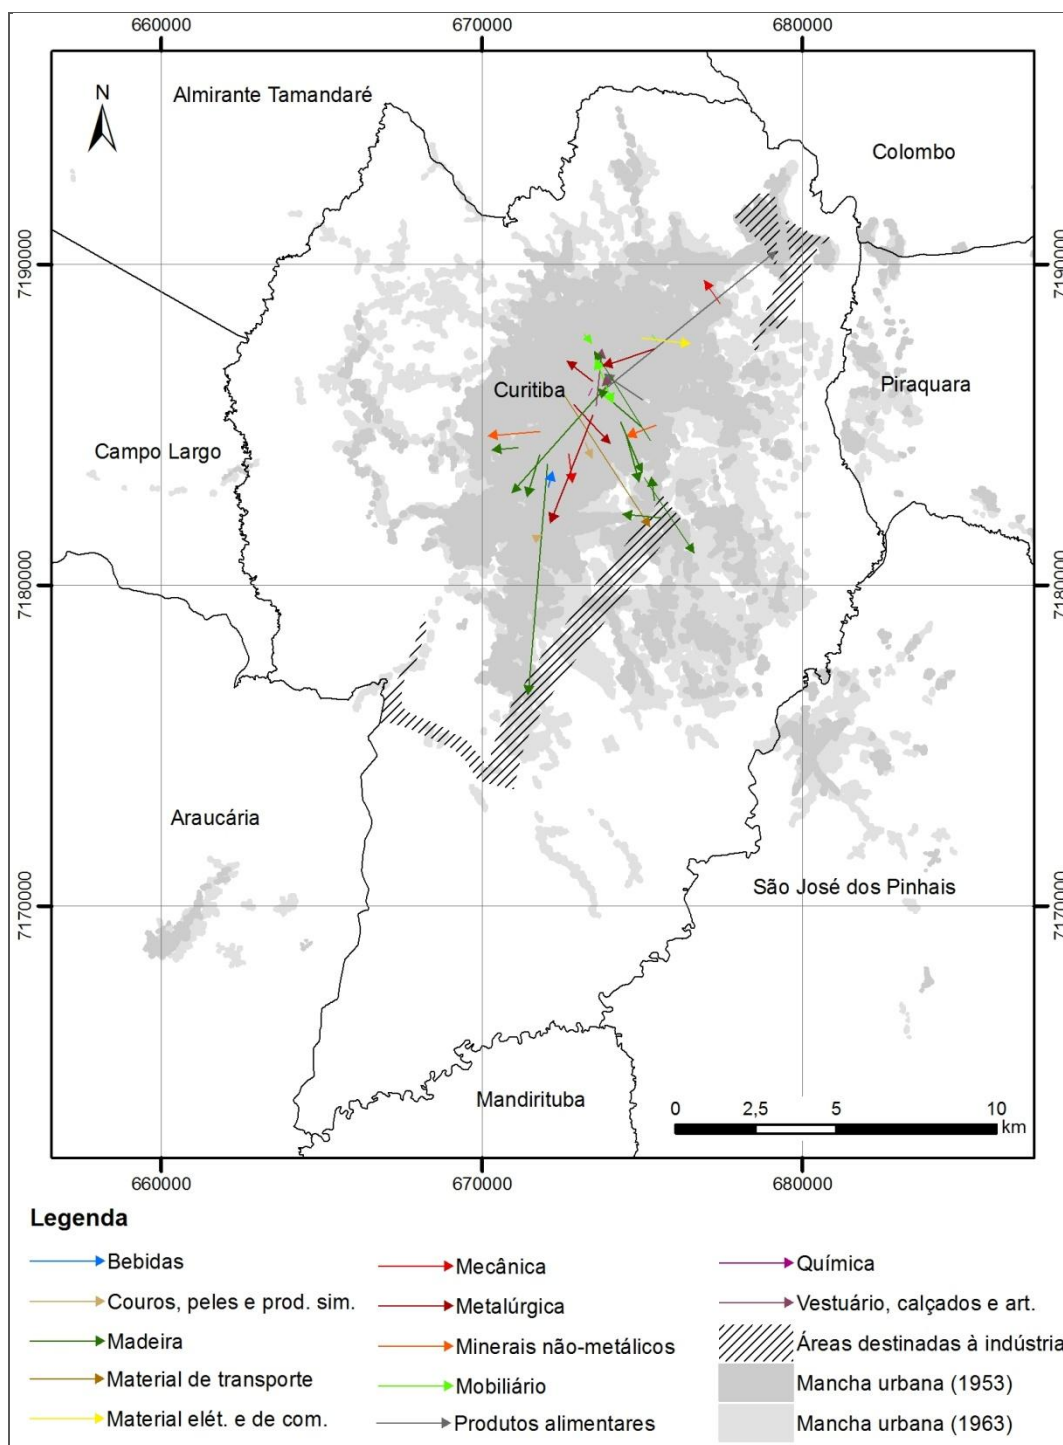 660000
670000
680000
N
Almirante Tamandaré
Colombo
7190000
7190000
Curitiba
Piraquara
Campo Largo
7180000
7180000
Araucária
São José dos Pinhais
7170000
7170000
Mandirituba
0
2,5
5
10
km
660000
670000
680000
Legenda
Bebidas
Couros, peles e prod. sim.
Madeira
Material de transporte
Material elét. e de com.
Mecânica
Metalúrgica
Minerais não-metálicos
Mobiliário
Produtos alimentares
Química
Vestuário, calçados e art.
Áreas destinadas à indústria
Mancha urbana (1953)
Mancha urbana (1963)